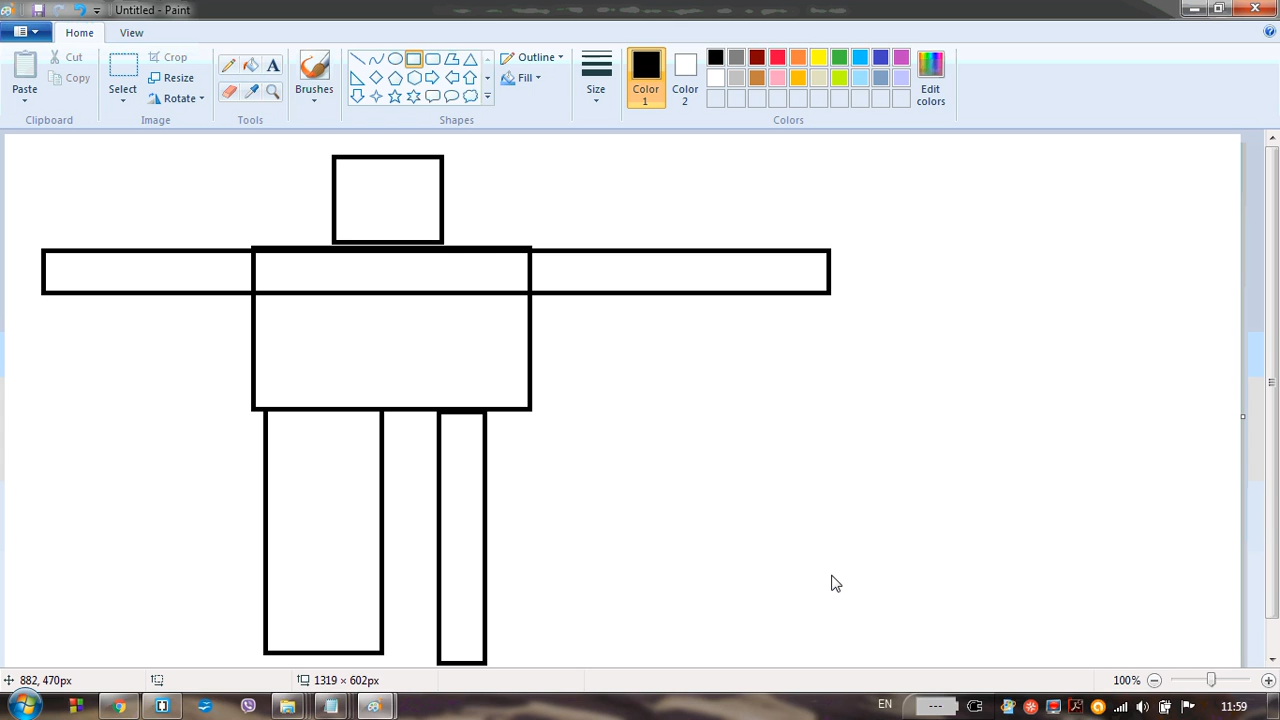 Untitled - Paint
Home View
Paste
Cut
Copy
Clipboard
Select
Crop
Resize
Rotate
Image
A
Tools
Brushes
Outline
Fill
Shapes
Size
Color 1
Color 2
Edit colors
Colors
882, 470px 1319 × 602px 100%
EN 11:59